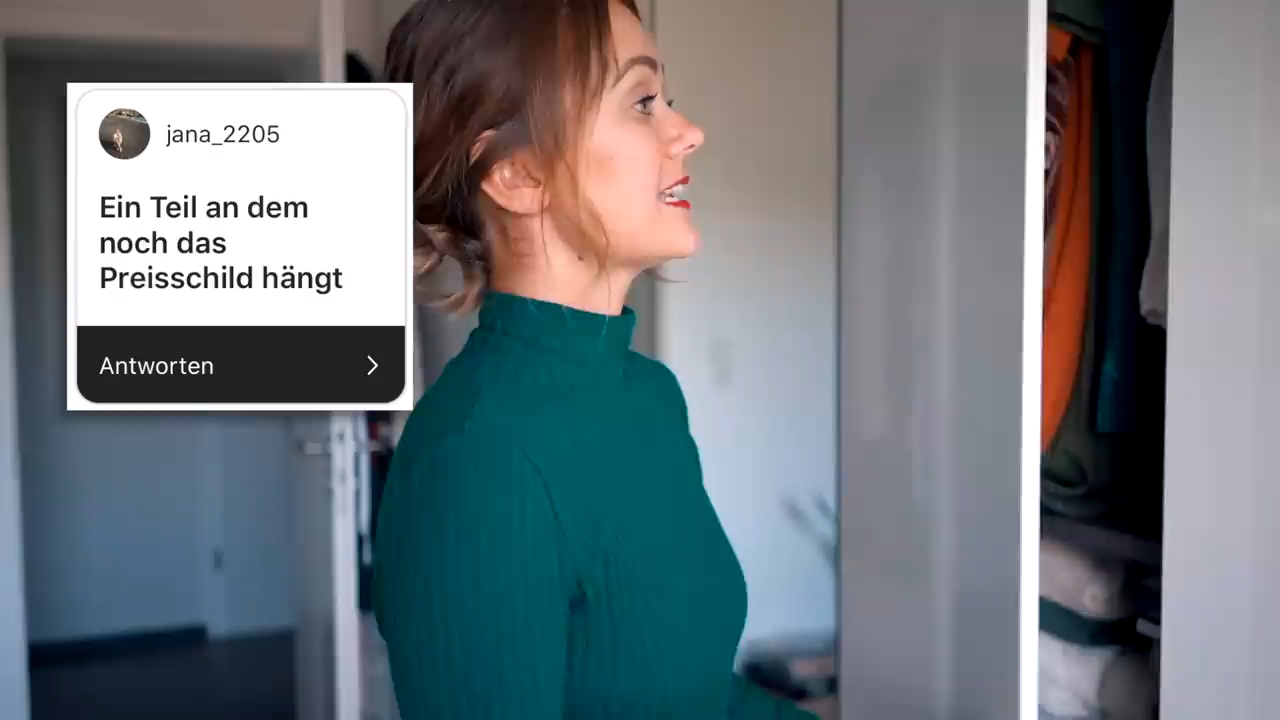 jana_2205
Ein Teil an dem
noch das
Preisschild hängt
Antworten